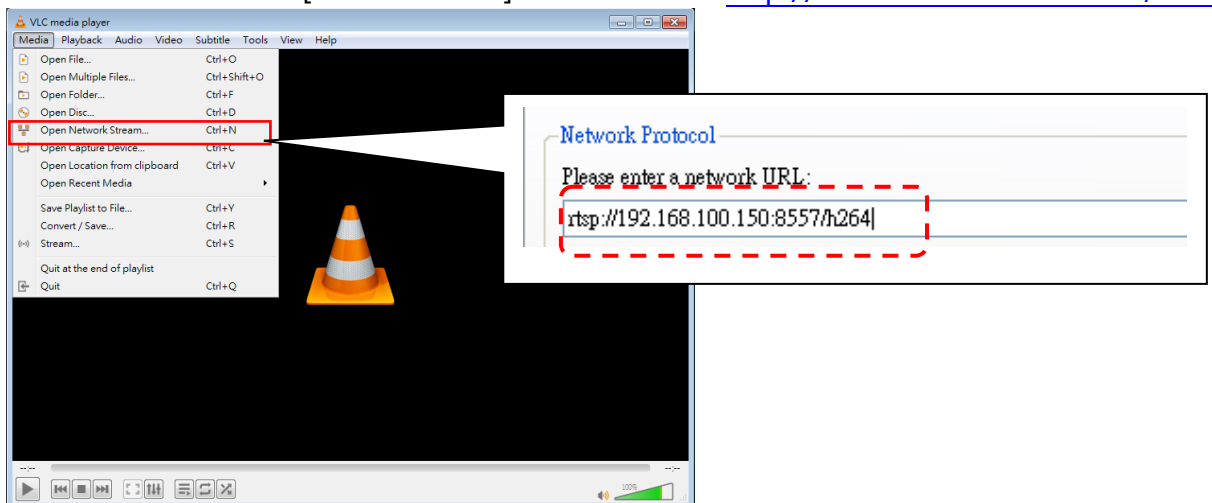 VLC media player
Media Playback Audio Video Subtitle Tools View Help
Open File... Ctrl+O
Open Multiple Files... Ctrl+Shift+O
Open Folder... Ctrl+F
Open Disc... Ctrl+D
Open Network Stream... Ctrl+N
Open Capture Device... Ctrl+C
Open Location from clipboard Ctrl+V
Open Recent Media
Save Playlist to File... Ctrl+Y
Convert / Save... Ctrl+R
Stream... Ctrl+S
Quit at the end of playlist
Quit Ctrl+Q
Network Protocol
Please enter a network URL:
rtsp://192.168.100.150:8557/h264
--:-- --:--
100%